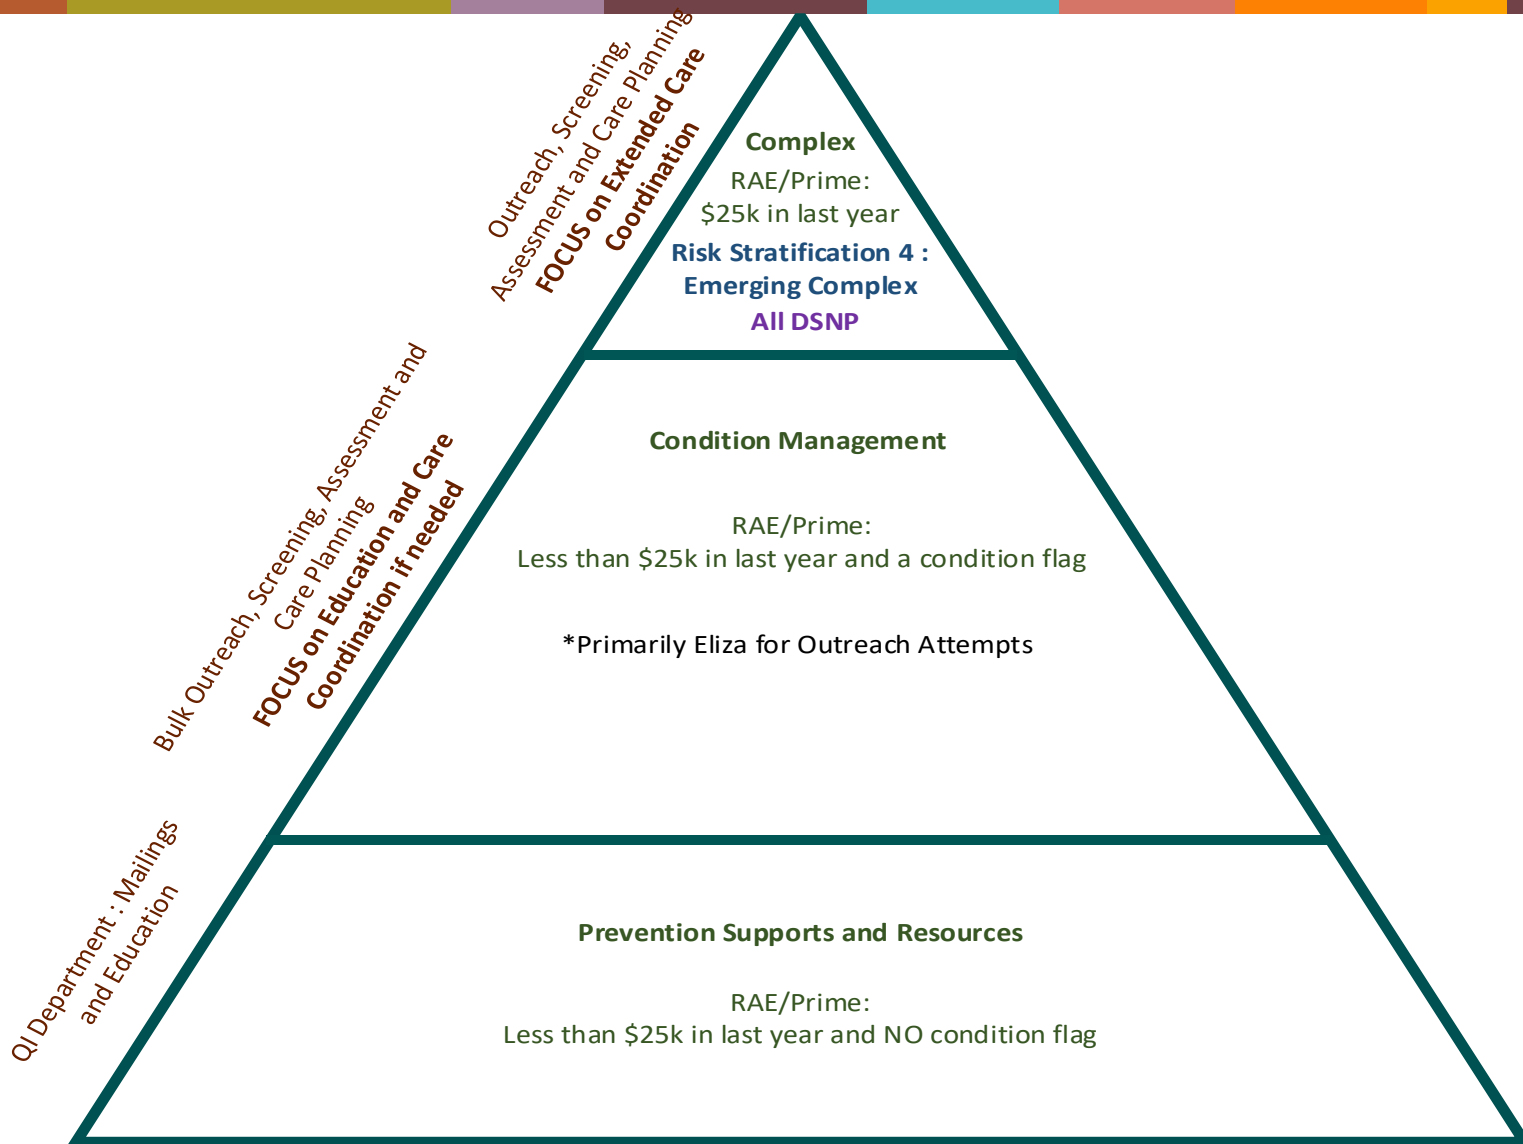 Outreach, Screening,
Assessment and Care Planning
FOCUS on Extended Care
Coordination
Complex
RAE/Prime:
$25k in last year
Risk Stratification 4 :
Emerging Complex
All DSNP
Bulk Outreach, Screening, Assessment and
Care Planning
FOCUS on Education and Care
Coordination if needed
Condition Management
RAE/Prime:
Less than $25k in last year and a condition flag
*Primarily Eliza for Outreach Attempts
QI Department : Mailings
and Education
Prevention Supports and Resources
RAE/Prime:
Less than $25k in last year and NO condition flag